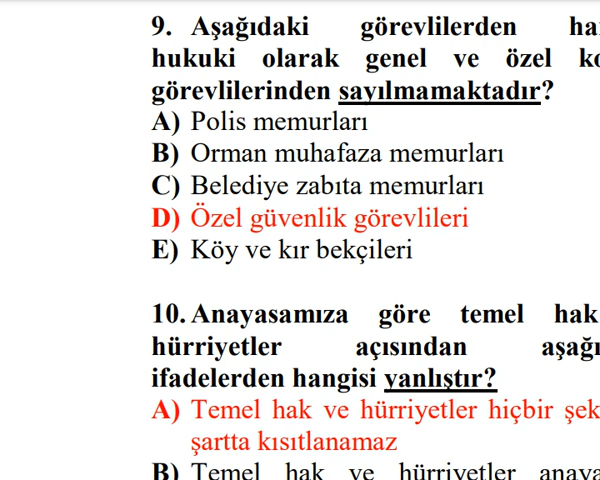 9. Aşağıdaki görevlilerden
hukuki olarak genel ve özel
görevlilerinden sayılmamaktadır?
A) Polis memurları
B) Orman muhafaza memurları
C) Belediye zabıta memurları
D) Özel güvenlik görevlileri
E) Köy ve kır bekçileri
10. Anayasamıza göre temel hak
hürriyetler açısından
ifadelerden hangisi yanlıştır?
A) Temel hak ve hürriyetler hiçbir
şartta kısıtlanamaz
B) Temel hak ve hürriyetler